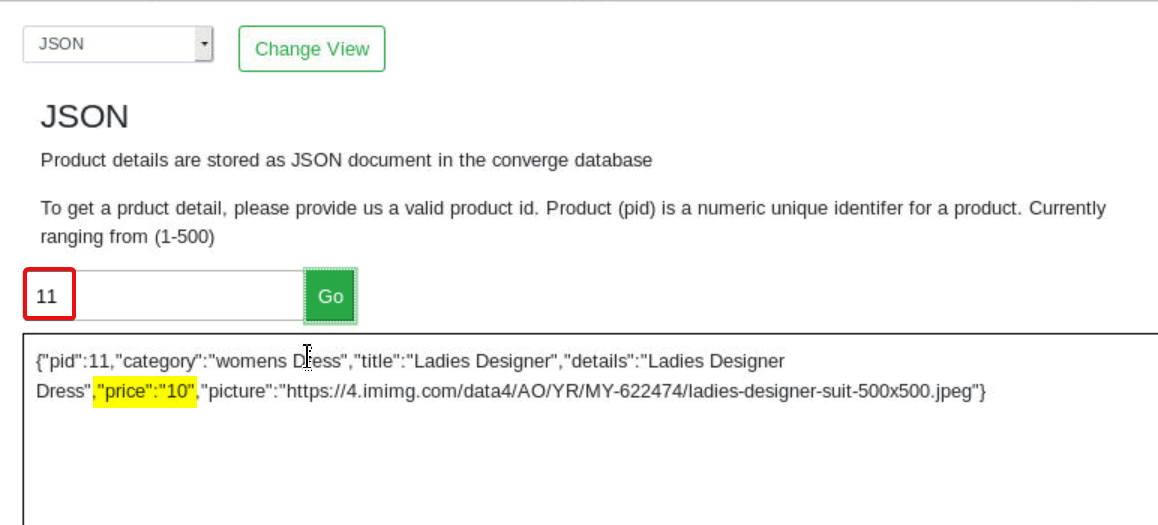 JSON
Change View
JSON
Product details are stored as JSON document in the converge database
To get a prduct detail, please provide us a valid product id. Product (pid) is a numeric unique identifer for a product. Currently
ranging from (1-500)
11
Go
{"pid":11,"category":"womens Dress","title":"Ladies Designer","details":"Ladies Designer
Dress","price":"10","picture":"https://4.imimg.com/data4/AO/YR/MY-622474/ladies-designer-suit-500x500.jpeg"}